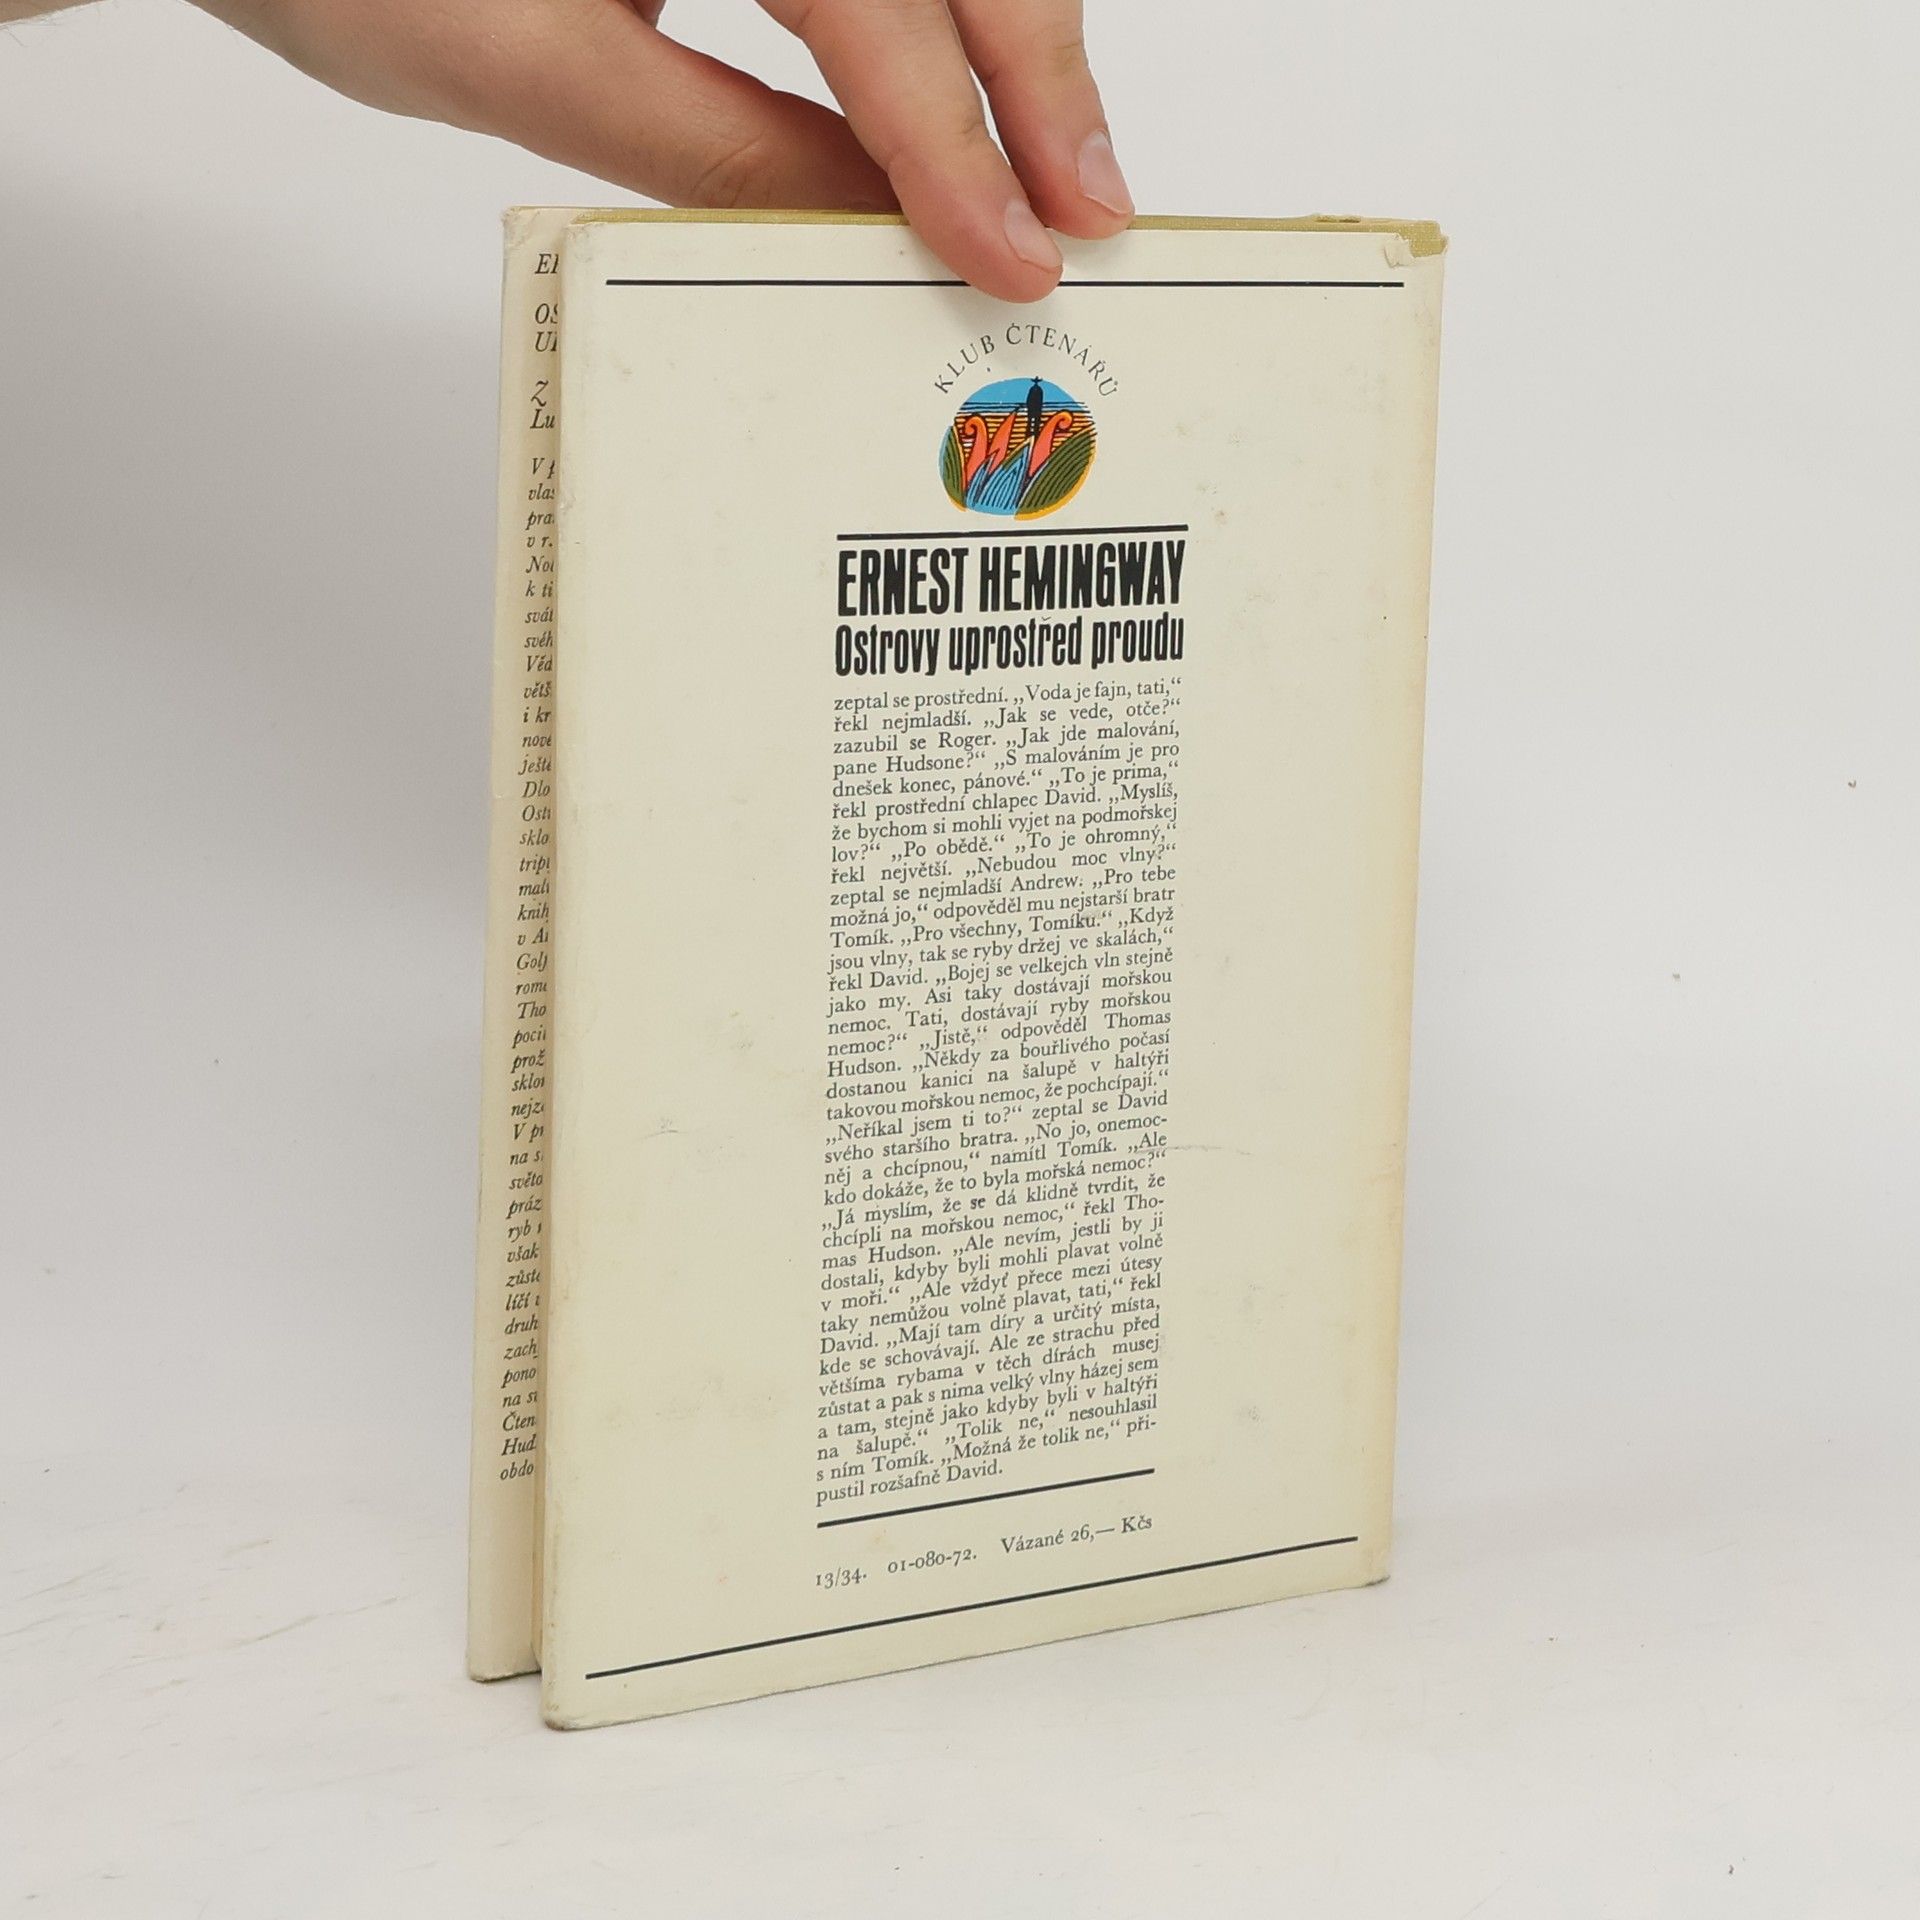 KLUB ČTENÁŘŮ
ERNEST HEMINGWAY
Ostrovy uprostřed proudu
zeptal se prostřední. „Voda je fajn, tati,“
řekl nejmladší. „Jak se vede, otče?“
zazubil se Roger. „Jak jde malování,
pane Hudsone?“ „S malováním je pro
dnešek konec, pánové.“ „To je prima,“
řekl prostřední chlapec David. „Myslíš,
že bychom si mohli vyjet na podmořskej
lov?“ „Po obědě.“ „To je ohromný,“
řekl největší. „Nebudou moc vlny?“
zeptal se nejmladší Andrew. „Pro tebe
možná jo,“ odpověděl mu nejstarší bratr
Tomík. „Pro všechny, Tomíku.“ „Když
jsou vlny, tak se ryby držej ve skalách,“
řekl David. „Bojej se velkejch vln stejně
jako my. Asi taky dostávají mořskou
nemoc. Tati, dostávají ryby mořskou
nemoc?“ „Jistě,“ odpověděl Thomas
Hudson. „Někdy za bouřlivého počasí
dostanou kanici na šalupě v haltýři
takovou mořskou nemoc, že pochcípají.“
„Neříkal jsem ti to?“ zeptal se David
svého staršího bratra. „No jo, onemoc-
něj a chcípnou,“ namítl Tomík. „Ale
kdo dokáže, že to byla mořská nemoc?“
„Já myslím, že se dá klidně tvrdit, že
chcípli na mořskou nemoc,“ řekl Tho-
mas Hudson. „Ale nevím, jestli by ji
dostali, kdyby byli mohli plavat volně
v moři.“ „Ale vždyť přece mezi útesy
taky nemůžou volně plavat, tati,“ řekl
David. „Mají tam díry a určitý místa,
kde se schovávají. Ale ze strachu před
většíma rybama v těch dírách musej
zůstat a pak s nima velký vlny házej sem
a tam, stejně jako kdyby byli v haltýři
na šalupě.“ „Tolik ne,“ nesouhlasil
s ním Tomík. „Možná že tolik ne,“ při-
pustil rozšafně David.
13/34. 01-080-72. Vázané 26,— Kčs